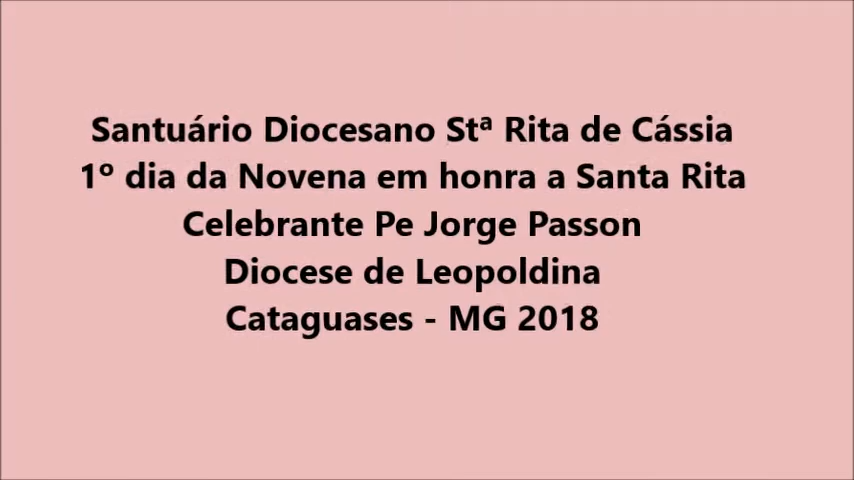 Santuário Diocesano Stª Rita de Cássia
1º dia da Novena em honra a Santa Rita
Celebrante Pe Jorge Passon
Diocese de Leopoldina
Cataguases - MG 2018